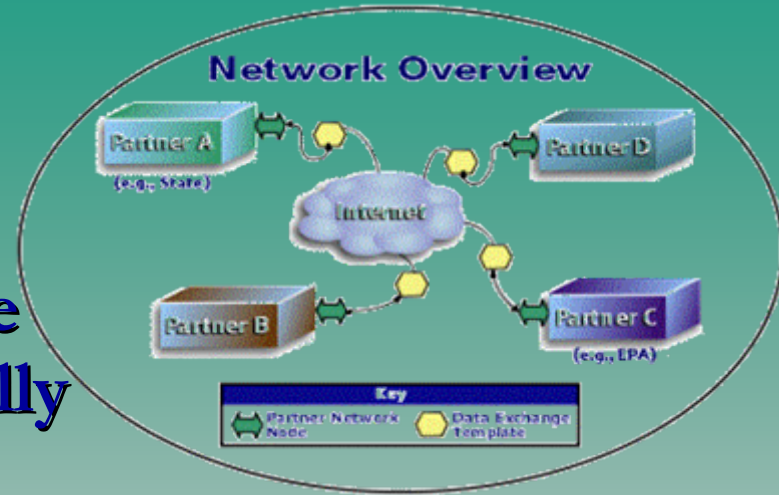 Network Overview
Partner A
(e.g., State)
Partner D
Internet
Partner B
Partner C
(e.g., EPA)
Key
Partner Network
Node
Data Exchange
Template